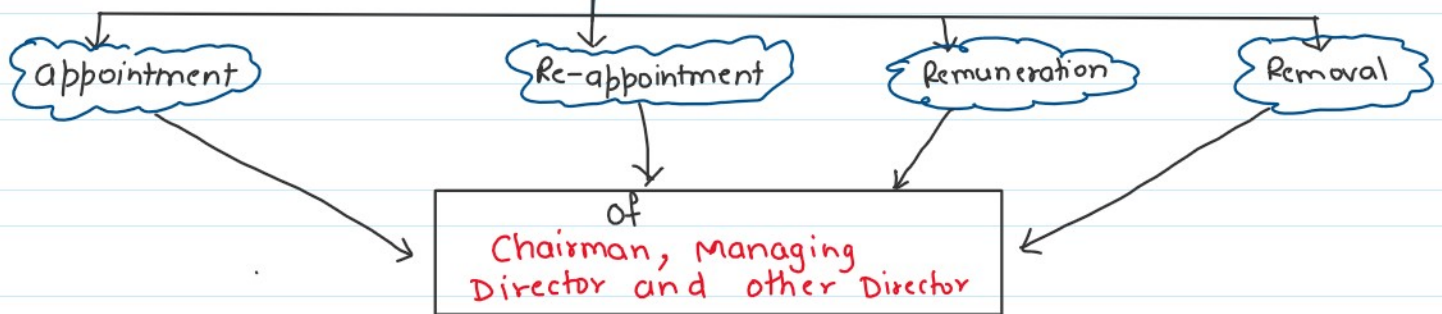 appointment
Re-appointment
Remuneration
Removal
of
Chairman, Managing
Director and other Director